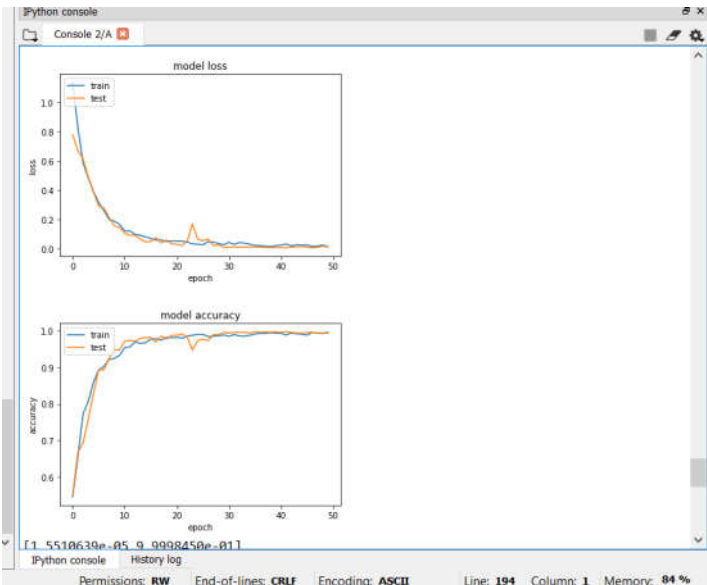 IPython console
Console 2/A
model loss
train
test
1.0
0.8
0.6
0.4
0.2
0.0
loss
0 10 20 30 40 50
epoch
model accuracy
train
test
1.0
0.9
0.8
0.7
0.6
accuracy
0 10 20 30 40 50
epoch
[1.5510639e-05 9.9998450e-01]
IPython console History log
Permissions: RW End-of-lines: CRLF Encoding: ASCII Line: 194 Column: 1 Memory: 84 %